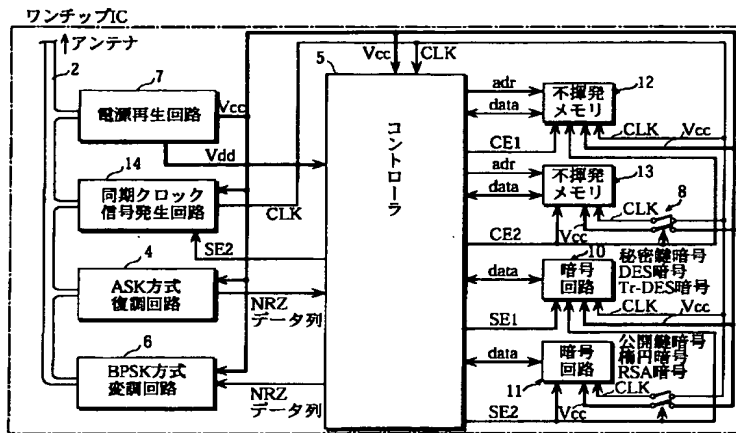 ワンチップIC
アンテナ
2
7
電源再生回路
Vcc
Vdd
14
同期クロック
信号発生回路
CLK
SE2
4
ASK方式
復調回路
NRZ
データ列
6
BPSK方式
変調回路
NRZ
データ列
5
Vcc
CLK
コントローラ
adr
data
CE1
不揮発
メモリ
12
CLK
Vcc
adr
data
CE2
不揮発
メモリ
13
CLK
Vcc
8
10
data
SE1
暗号
回路
秘密鍵暗号
DES暗号
Tr-DES暗号
CLK
Vcc
data
SE2
暗号
回路
11
公開鍵暗号
楕円暗号
RSA暗号
CLK
Vcc